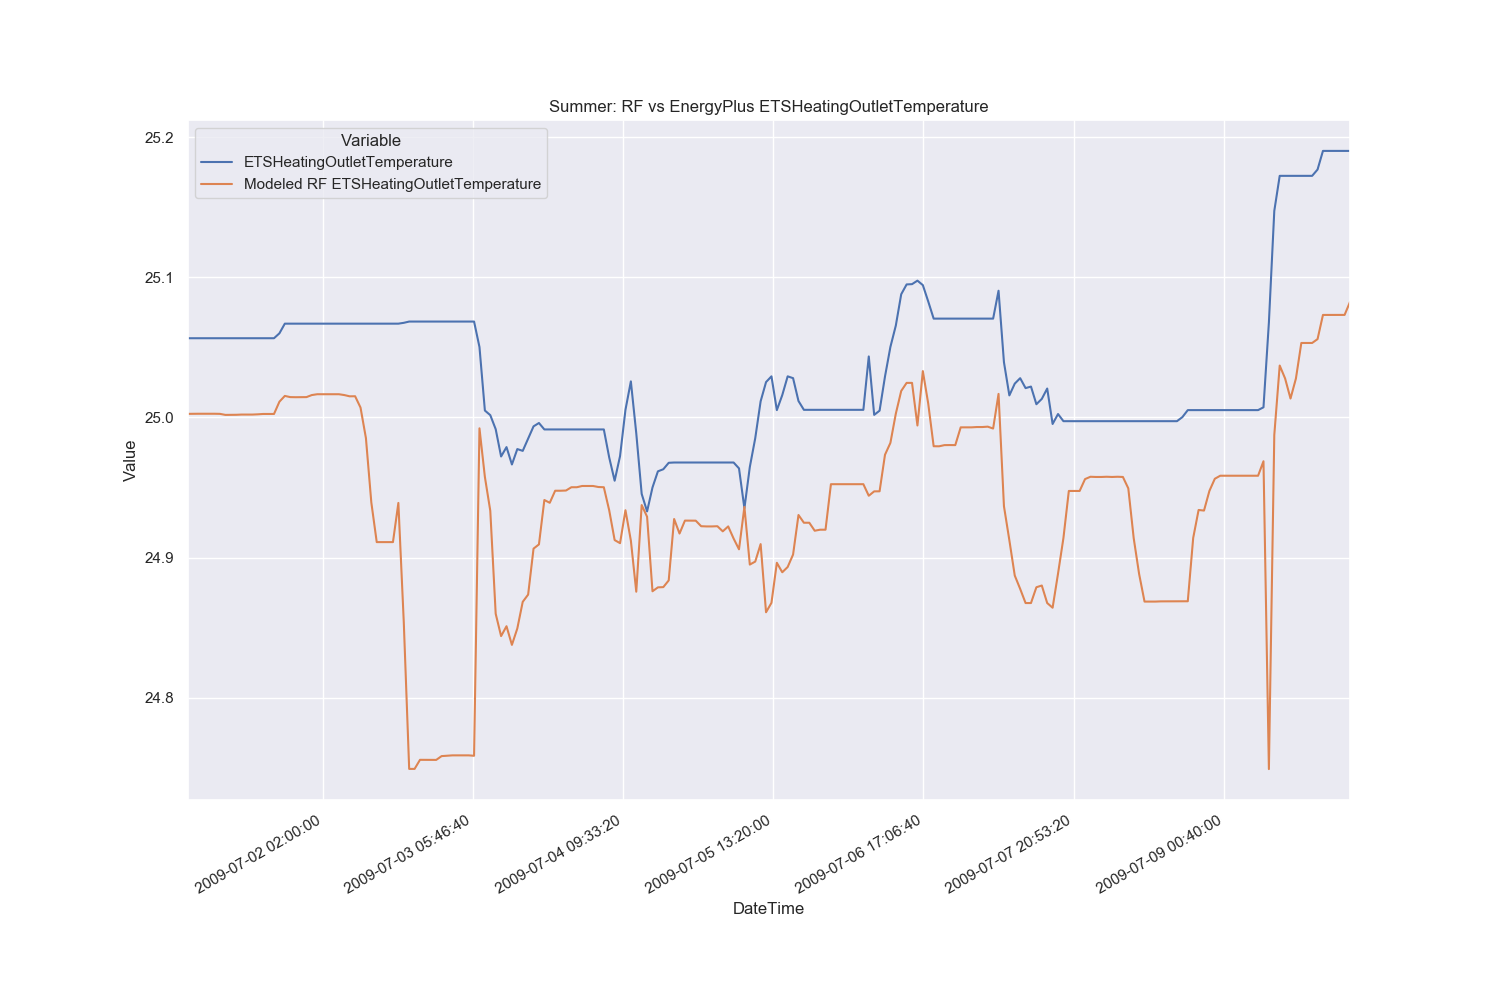 Summer: RF vs EnergyPlus ETSHeatingOutletTemperature
Variable
ETSHeatingOutletTemperature
Modeled RF ETSHeatingOutletTemperature
25.2
25.1
25.0
24.9
24.8
Value
2009-07-02 02:00:00
2009-07-03 05:46:40
2009-07-04 09:33:20
2009-07-05 13:20:00
2009-07-06 17:06:40
2009-07-07 20:53:20
2009-07-09 00:40:00
DateTime